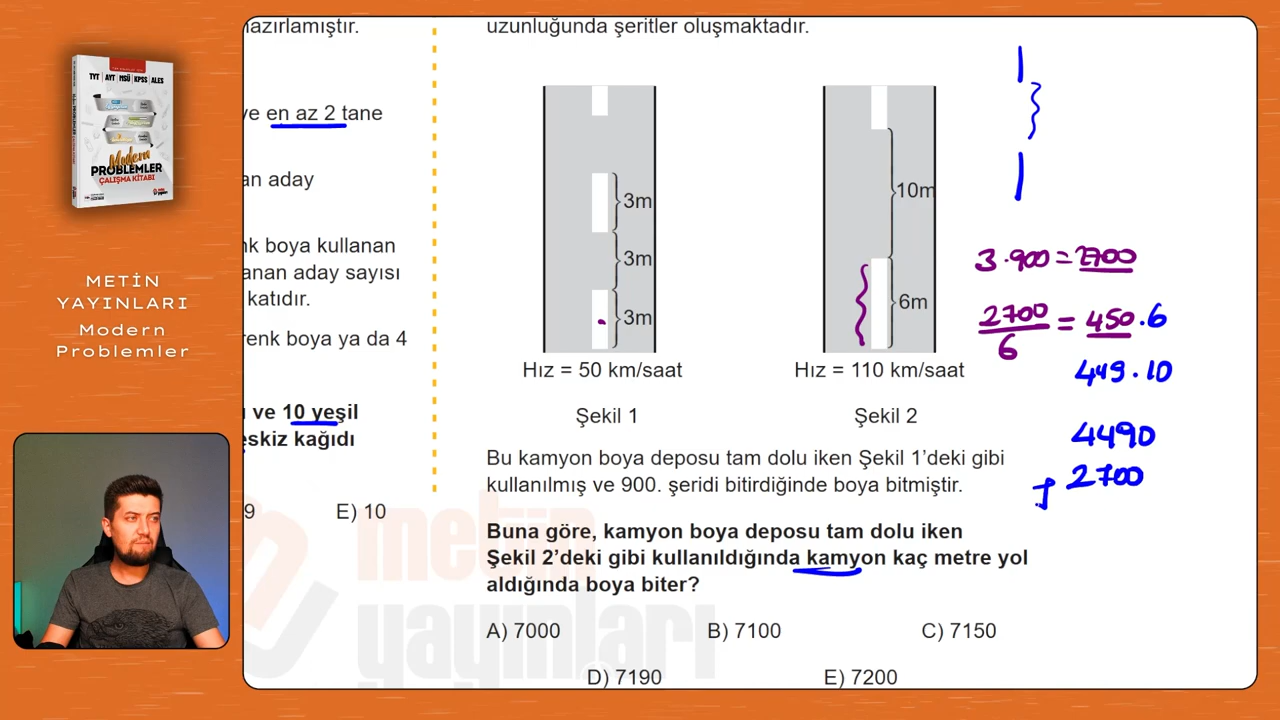 TYT | AYT | MSÜ | KPSS | ALES
Modern
PROBLEMLER
ÇALIŞMA KİTABI
METİN
YAYINLARI
Modern
Problemler
azırlamıştır.
ve en az 2 tane
an aday
nk boya kullanan
anan aday sayısı
katıdır.
renk boya ya da 4
ı ve 10 yeşil
eskiz kağıdı
9
E) 10
uzunluğunda şeritler oluşmaktadır.
3m
3m
3m
Hız = 50 km/saat
Şekil 1
10m
6m
Hız = 110 km/saat
Şekil 2
3·900=2700
2700/6 = 450·6
449·10
4490
+ 2700
Bu kamyon boya deposu tam dolu iken Şekil 1’deki gibi
kullanılmış ve 900. şeridi bitirdiğinde boya bitmiştir.
Buna göre, kamyon boya deposu tam dolu iken
Şekil 2’deki gibi kullanıldığında kamyon kaç metre yol
aldığında boya biter?
A) 7000
B) 7100
C) 7150
D) 7190
E) 7200
metin
yayınları